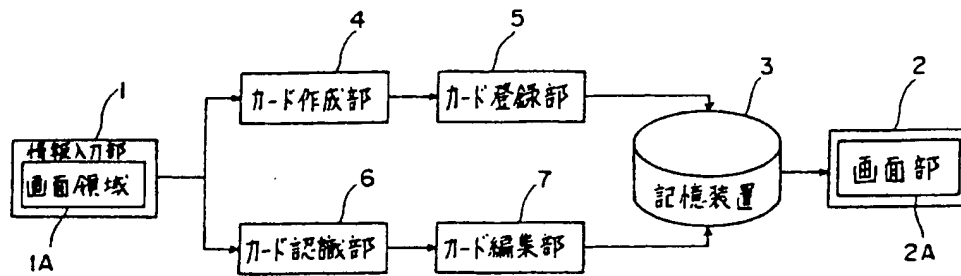 4
5
3
2
1
カード作成部
カード登録部
情報入力部
画面領域
記憶装置
画面部
1A
6
7
2A
カード認識部
カード編集部